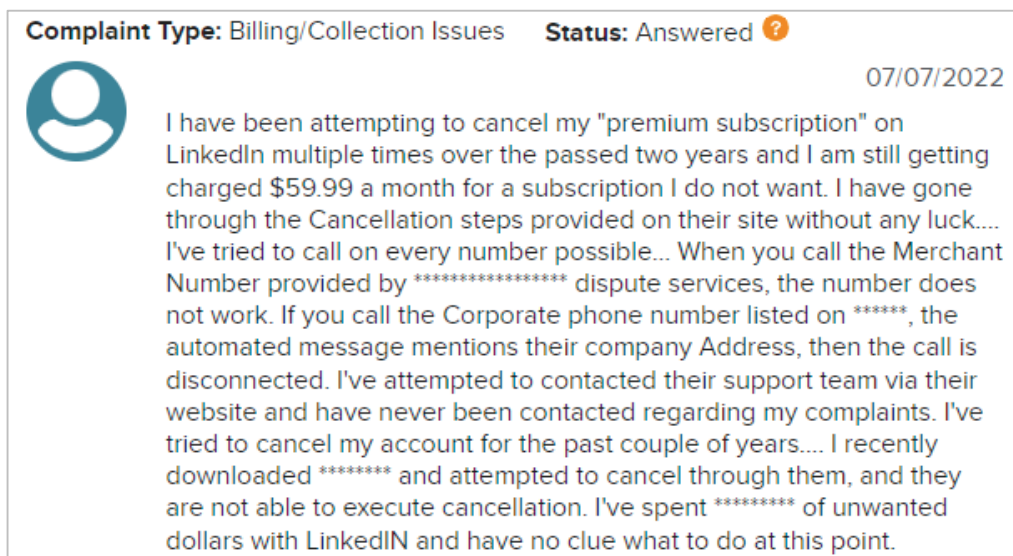 Complaint Type: Billing/Collection Issues Status: Answered ?
07/07/2022
I have been attempting to cancel my "premium subscription" on
LinkedIn multiple times over the passed two years and I am still getting
charged $59.99 a month for a subscription I do not want. I have gone
through the Cancellation steps provided on their site without any luck....
I've tried to call on every number possible... When you call the Merchant
Number provided by ***************** dispute services, the number does
not work. If you call the Corporate phone number listed on ******, the
automated message mentions their company Address, then the call is
disconnected. I've attempted to contacted their support team via their
website and have never been contacted regarding my complaints. I've
tried to cancel my account for the past couple of years.... I recently
downloaded ******** and attempted to cancel through them, and they
are not able to execute cancellation. I've spent ********* of unwanted
dollars with LinkedIN and have no clue what to do at this point.